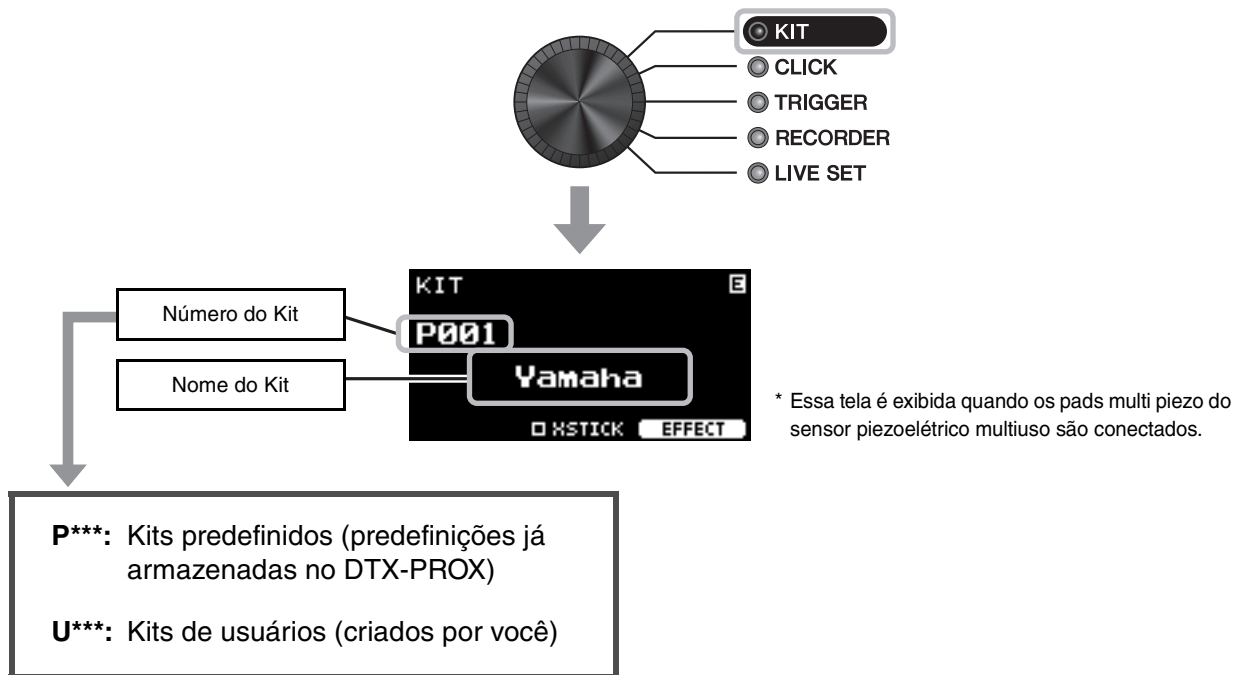 KIT
CLICK
TRIGGER
RECORDER
LIVE SET
KIT E
Número do Kit
P001
Nome do Kit
Yamaha
XSTICK EFFECT
* Essa tela é exibida quando os pads multi piezo do
sensor piezoelétrico multiuso são conectados.
P***: Kits predefinidos (predefinições já
armazenadas no DTX-PROX)
U***: Kits de usuários (criados por você)